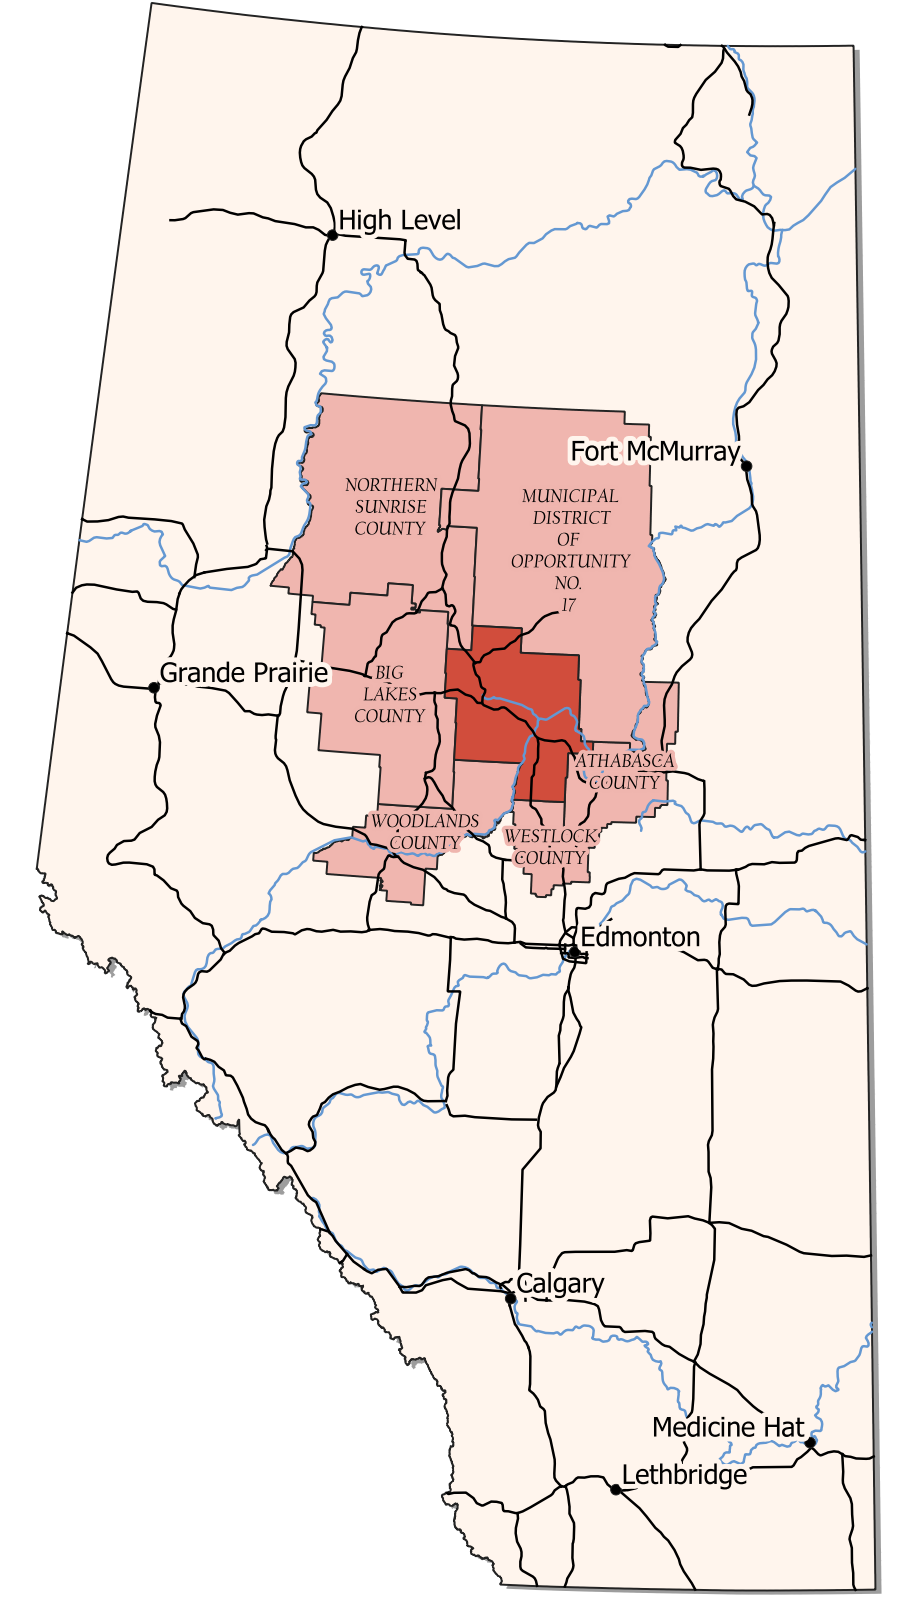 High Level
Fort McMurray
NORTHERN
SUNRISE
COUNTY
MUNICIPAL
DISTRICT
OF
OPPORTUNITY
NO.
17
Grande Prairie
BIG
LAKES
COUNTY
ATHABASCA
COUNTY
WOODLANDS
COUNTY
WESTLOCK
COUNTY
Edmonton
Calgary
Medicine Hat
Lethbridge